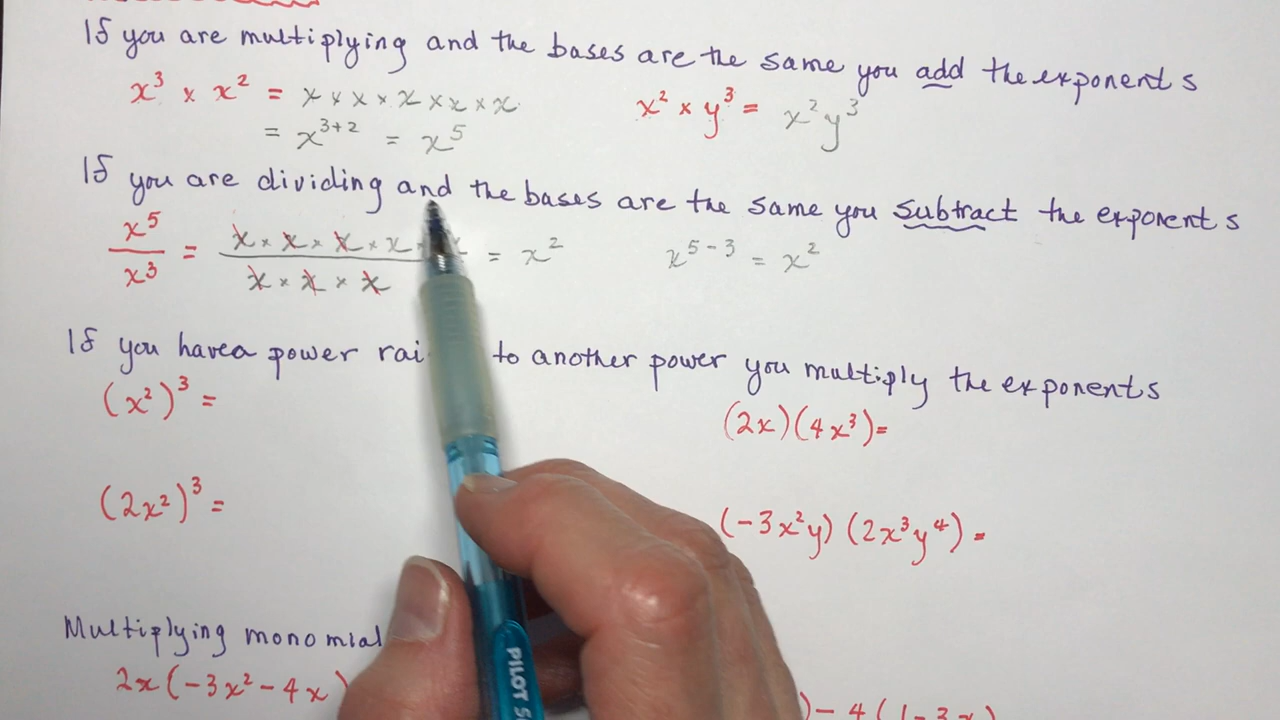 If you are multiplying and the bases are the same you add the exponents
x³ × x² = x × x × x × x × x
= x³⁺² = x⁵
x² × y³ = x²y³
If you are dividing and the bases are the same you subtract the exponents
x⁵/x³ = x × x × x × x × x / x × x × x = x²
x⁵⁻³ = x²
If you have a power to another power you multiply the exponents
(x²)³ =
(2x)(4x³)=
(2x²)³ =
(-3x²y)(2x³y⁴) =
Multiplying monomial
2x(-3x²-4x)
)-4(1-3x)
PILOT